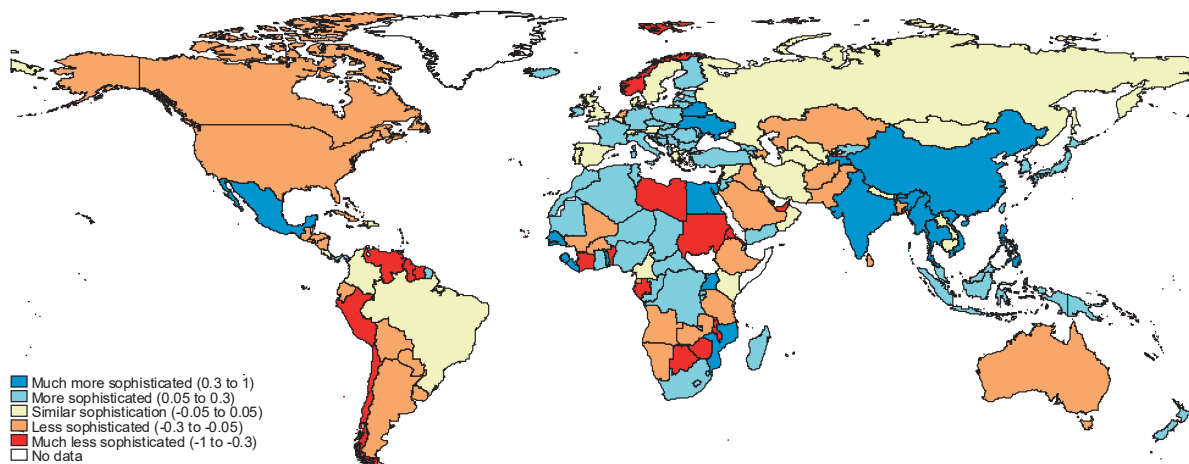 Much more sophisticated (0.3 to 1)
More sophisticated (0.05 to 0.3)
Similar sophistication (-0.05 to 0.05)
Less sophisticated (-0.3 to -0.05)
Much less sophisticated (-1 to -0.3)
No data